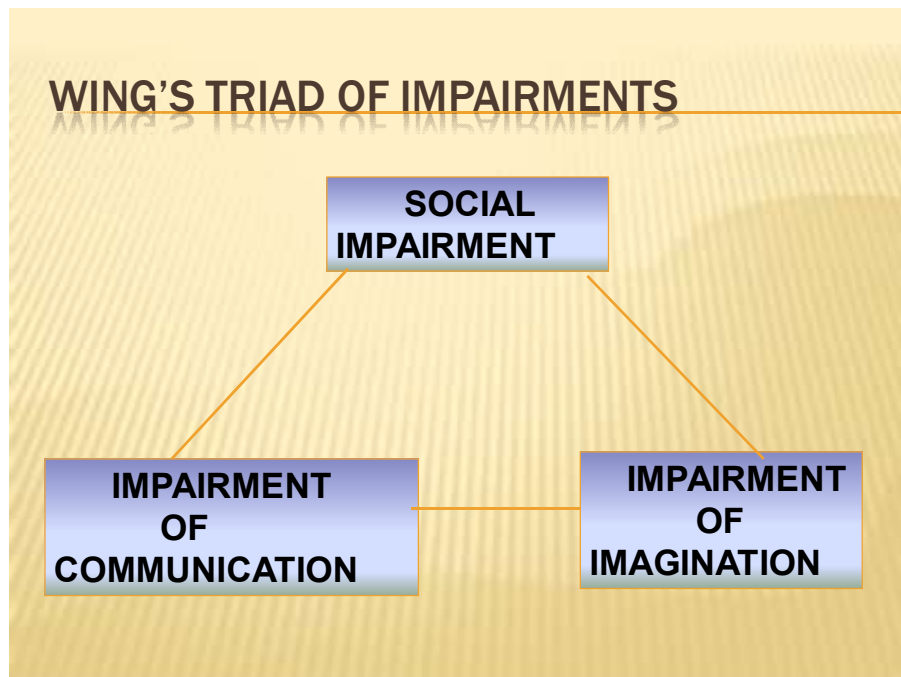 WING’S TRIAD OF IMPAIRMENTS
SOCIAL
IMPAIRMENT
IMPAIRMENT
OF
COMMUNICATION
IMPAIRMENT
OF
IMAGINATION